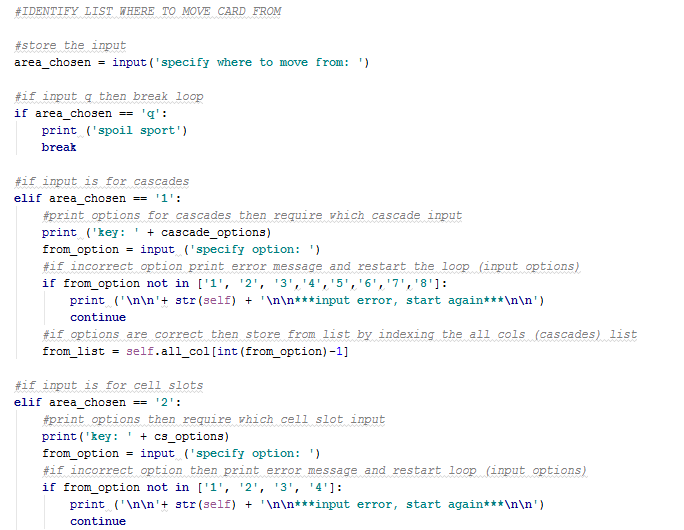 #IDENTIFY LIST WHERE TO MOVE CARD FROM
#store the input
area_chosen = input('specify where to move from: ')
#if input q then break loop
if area_chosen == 'q':
    print ('spoil sport')
    break
#if input is for cascades
elif area_chosen == '1':
    #print options for cascades then require which cascade input
    print ('key: ' + cascade_options)
    from_option = input ('specify option: ')
    #if incorrect option print error message and restart the loop (input options)
    if from_option not in ['1', '2', '3','4','5','6','7','8']:
        print ('\n\n'+ str(self) + '\n\n***input error, start again***\n\n')
        continue
    #if options are correct then store from list by indexing the all cols (cascades) list
    from_list = self.all_col[int(from_option)-1]
#if input is for cell slots
elif area_chosen == '2':
    #print options then require which cell slot input
    print('key: ' + cs_options)
    from_option = input ('specify option: ')
    #if incorrect option then print error message and restart loop (input options)
    if from_option not in ['1', '2', '3', '4']:
        print ('\n\n'+ str(self) + '\n\n***input error, start again***\n\n')
        continue